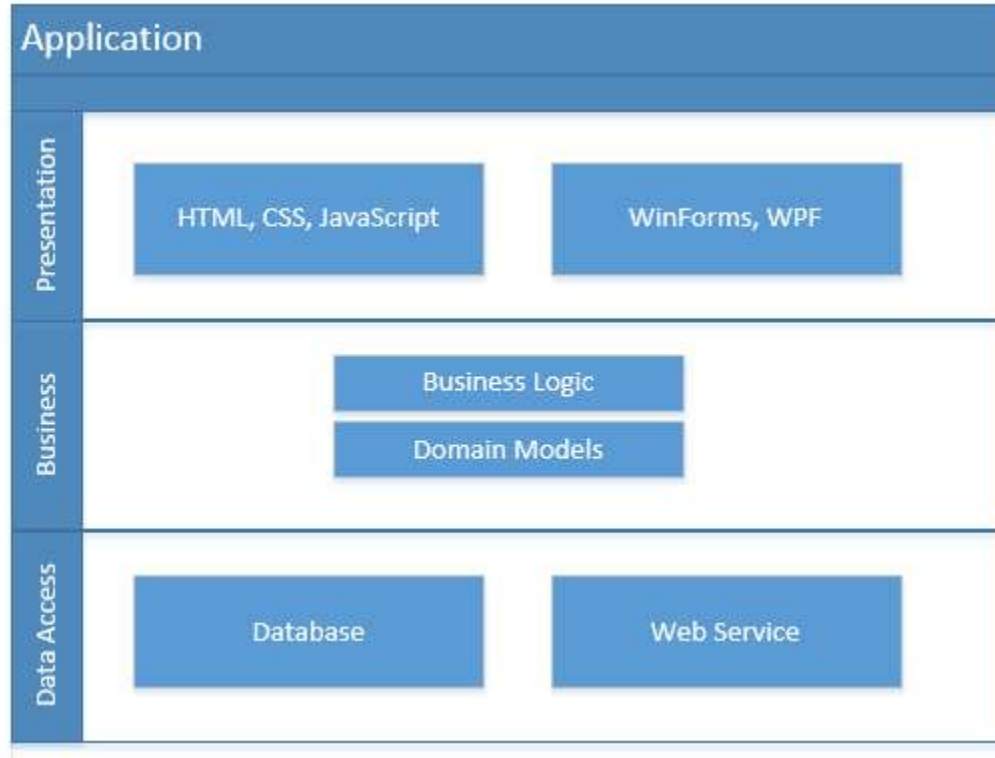 Application
Presentation
HTML, CSS, JavaScript
WinForms, WPF
Business
Business Logic
Domain Models
Data Access
Database
Web Service